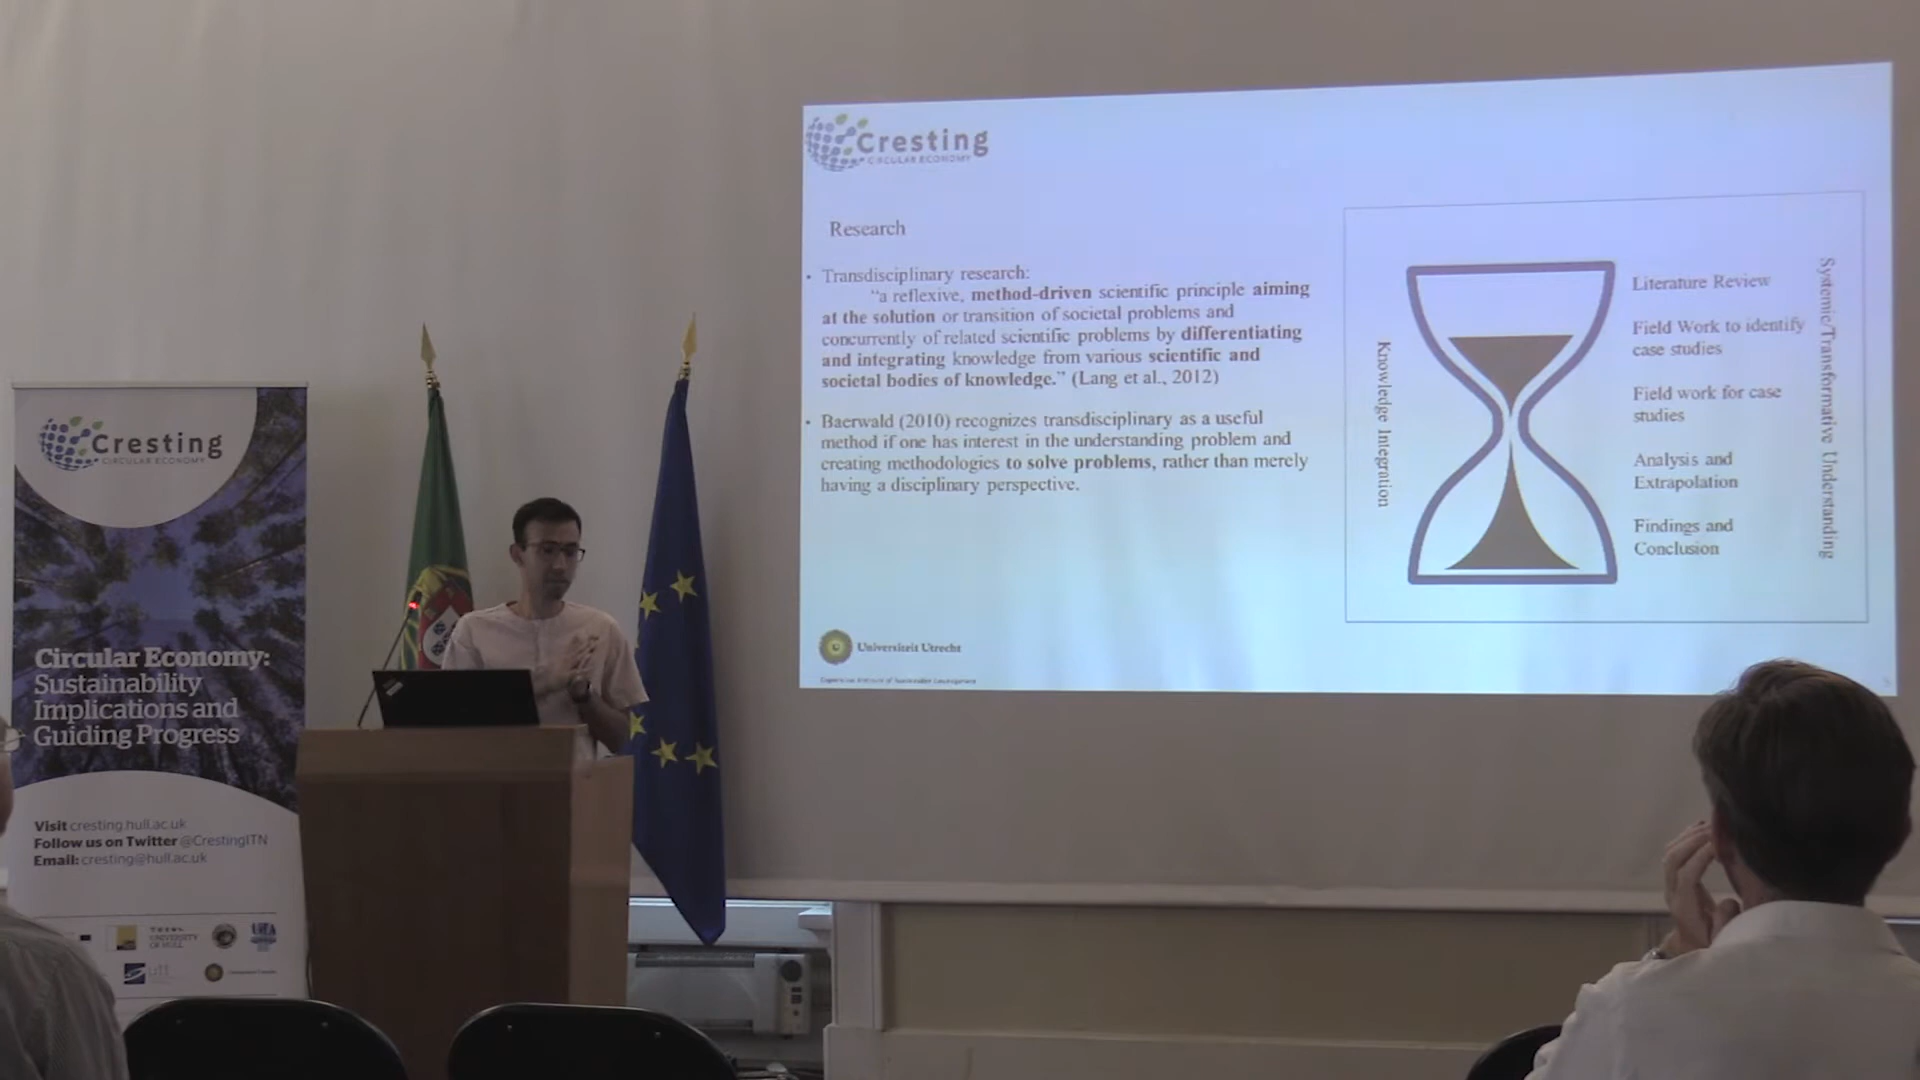 Cresting
CIRCULAR ECONOMY
Research
• Transdisciplinary research:
“a reflexive, method-driven scientific principle aiming
at the solution or transition of societal problems and
concurrently of related scientific problems by differentiating
and integrating knowledge from various scientific and
societal bodies of knowledge.” (Lang et al., 2012)
• Baerwald (2010) recognizes transdisciplinary as a useful
method if one has interest in the understanding problem and
creating methodologies to solve problems, rather than merely
having a disciplinary perspective.
Knowledge Integration
Literature Review
Field Work to identify
case studies
Field work for case
studies
Analysis and
Extrapolation
Findings and
Conclusion
Systemic/Transformative Understanding
Universiteit Utrecht
Cresting
CIRCULAR ECONOMY
Circular Economy:
Sustainability
Implications and
Guiding Progress
Visit cresting.hull.ac.uk
Follow us on Twitter @CrestingITN
Email: cresting@hull.ac.uk
UNIVERSITY
OF HULL
utt